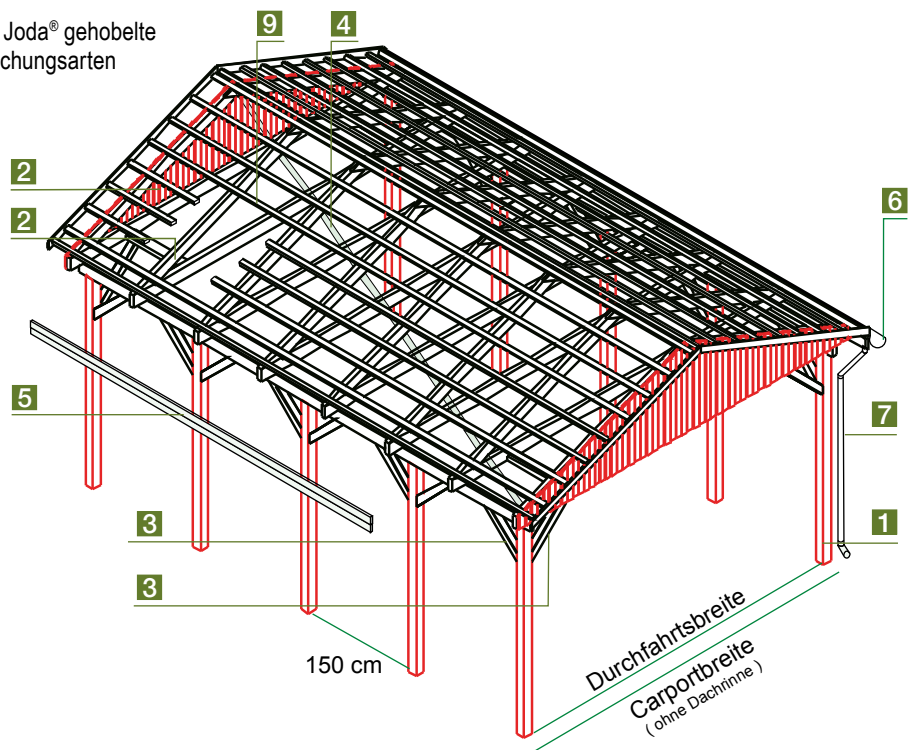 Joda® gehobelte
chungsarten
9
4
2
2
6
5
7
3
1
3
150 cm
Durchfahrtsbreite
Carportbreite
( ohne Dachrinne )